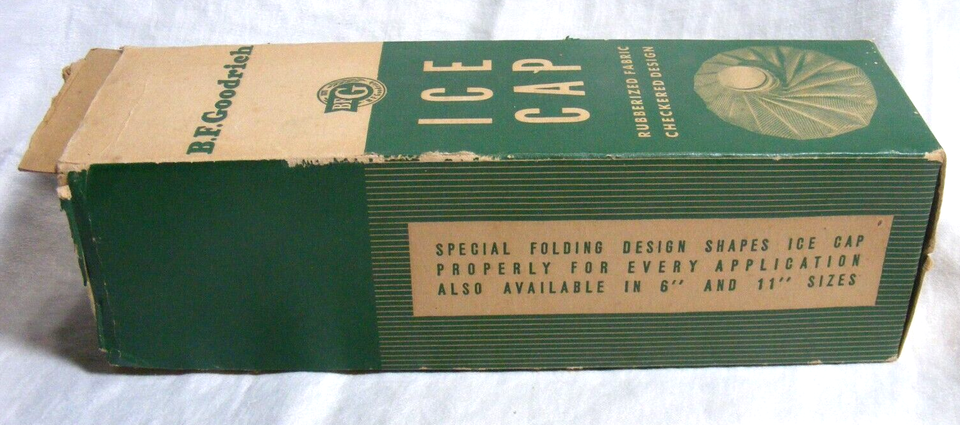 B.F.Goodrich
BYG
ICE
CAP
RUBBERIZED FABRIC
CHECKERED DESIGN
SPECIAL FOLDING DESIGN SHAPES ICE CAP
PROPERLY FOR EVERY APPLICATION
ALSO AVAILABLE IN 6″ AND 11″ SIZES